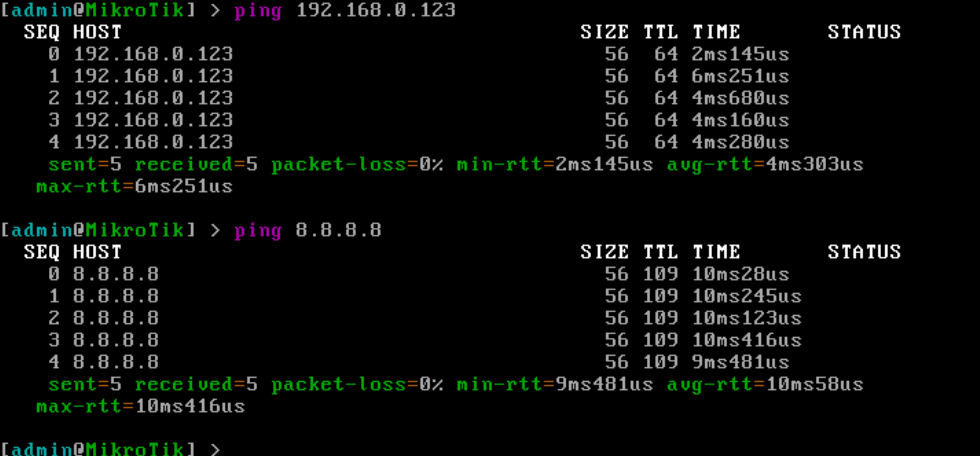 [admin@MikroTik] > ping 192.168.0.123
SEQ HOST SIZE TTL TIME STATUS
0 192.168.0.123 56 64 2ms145us
1 192.168.0.123 56 64 6ms251us
2 192.168.0.123 56 64 4ms680us
3 192.168.0.123 56 64 4ms160us
4 192.168.0.123 56 64 4ms280us
sent=5 received=5 packet-loss=0% min-rtt=2ms145us avg-rtt=4ms303us
max-rtt=6ms251us
[admin@MikroTik] > ping 8.8.8.8
SEQ HOST SIZE TTL TIME STATUS
0 8.8.8.8 56 109 10ms28us
1 8.8.8.8 56 109 10ms245us
2 8.8.8.8 56 109 10ms123us
3 8.8.8.8 56 109 10ms416us
4 8.8.8.8 56 109 9ms481us
sent=5 received=5 packet-loss=0% min-rtt=9ms481us avg-rtt=10ms58us
max-rtt=10ms416us
[admin@MikroTik] >